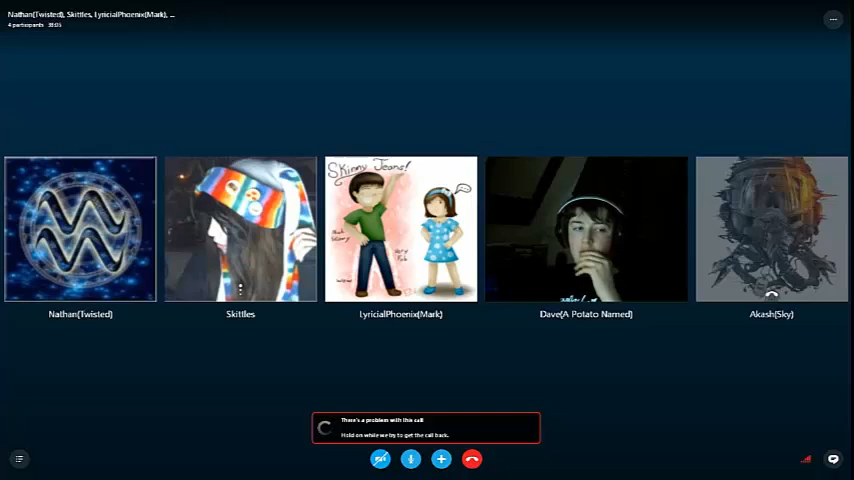 Nathan(Twisted), Skittles, LyricialPhoenix(Mark), ...
4 participants
Skinny Jeans!
Nathan(Twisted)
Skittles
LyricialPhoenix(Mark)
Dave(A Potato Named)
Akash(Sky)
There's a problem with this call
Hold on while we try to get the call back.